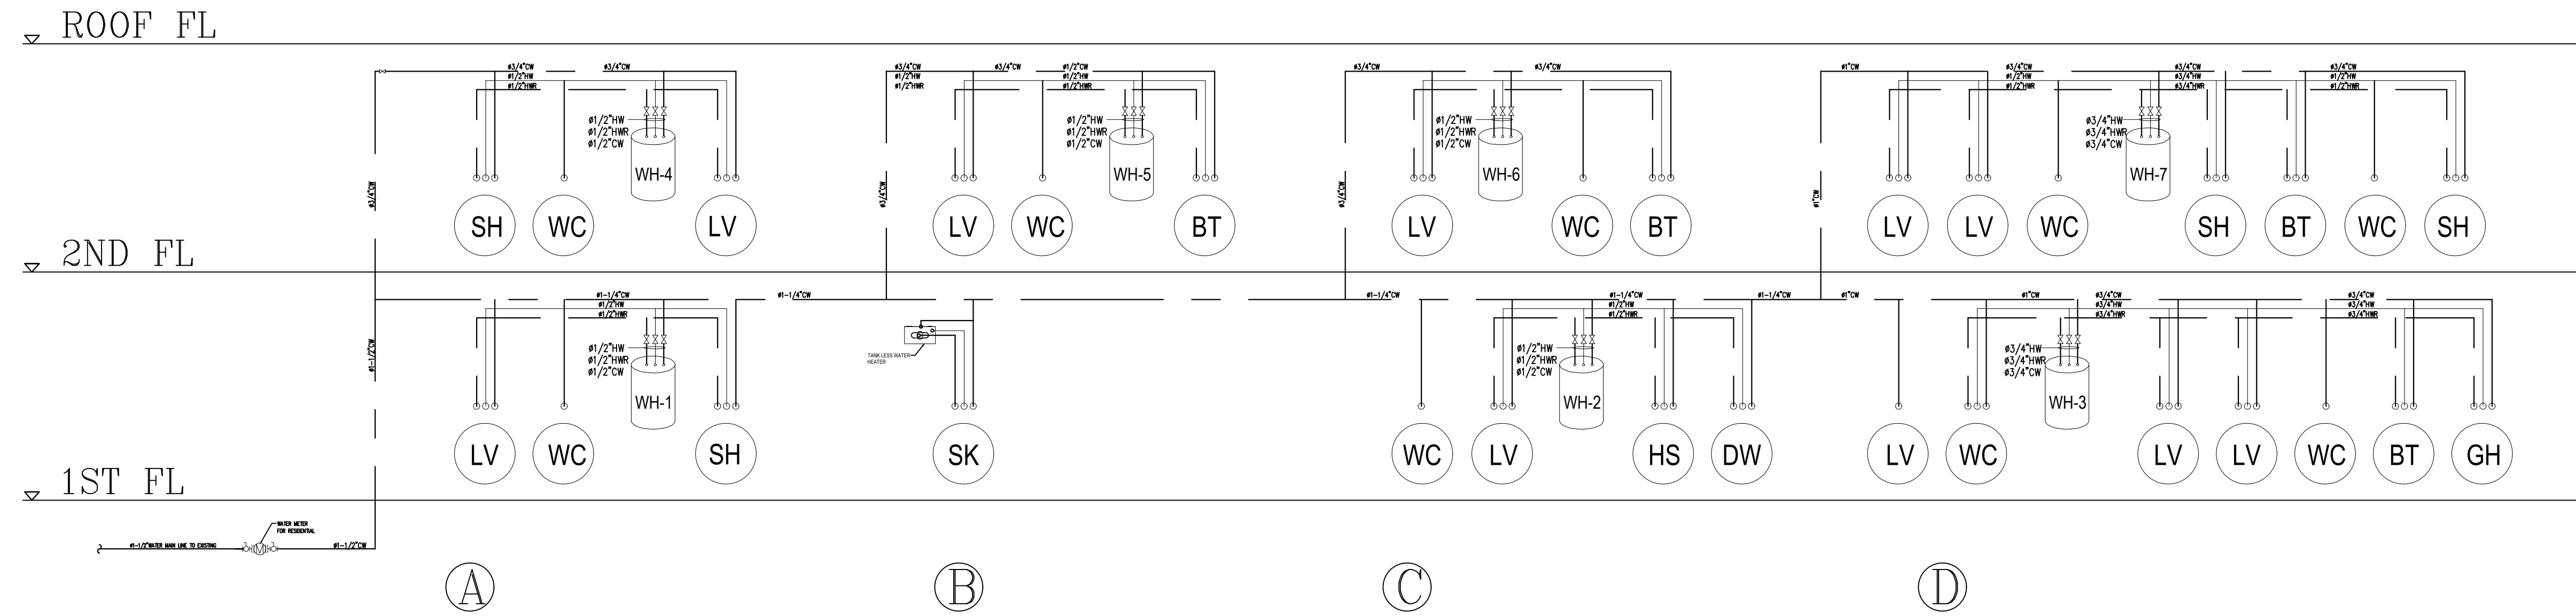 ROOF FL
ø3/4"CW
ø3/4"CW
ø1/2"HW
ø1/2"HWR
ø1/2"HW
ø1/2"HWR
ø1/2"CW
WH-4
ø3/4"CW
SH
WC
LV
ø3/4"CW
ø3/4"CW
ø1/2"CW
ø1/2"HW
ø1/2"HW
ø1/2"HWR
ø1/2"HWR
ø1/2"HW
ø1/2"HWR
ø1/2"CW
WH-5
ø3/4"CW
LV
WC
BT
ø3/4"CW
ø3/4"CW
ø1/2"HW
ø1/2"HWR
ø1/2"CW
WH-6
ø3/4"CW
LV
WC
BT
ø1"CW
ø3/4"CW
ø3/4"CW
ø3/4"CW
ø1/2"HW
ø3/4"HW
ø1/2"HW
ø1/2"HWR
ø3/4"HWR
ø1/2"HWR
ø3/4"HW
ø3/4"HWR
ø3/4"CW
WH-7
ø1"CW
LV
LV
WC
SH
BT
WC
SH
2ND FL
ø1-1/4"CW
ø1-1/4"CW
ø1/2"HW
ø1/2"HWR
ø1/2"HW
ø1/2"HWR
ø1/2"CW
WH-1
ø1-1/2"CW
LV
WC
SH
TANK LESS WATER
HEATER
SK
ø1-1/4"CW
ø1-1/4"CW
ø1-1/4"CW
ø1/2"HW
ø1/2"HWR
ø1/2"HW
ø1/2"HWR
ø1/2"CW
WH-2
WC
LV
HS
DW
ø1"CW
ø1"CW
ø3/4"CW
ø3/4"CW
ø3/4"HW
ø3/4"HW
ø3/4"HWR
ø3/4"HWR
ø3/4"HW
ø3/4"HWR
ø3/4"CW
WH-3
LV
WC
LV
LV
WC
BT
GH
1ST FL
WATER METER
FOR RESIDENTIAL
ø1-1/2"WATER MAIN LINE TO EXISTING
M
ø1-1/2"CW
A
B
C
D